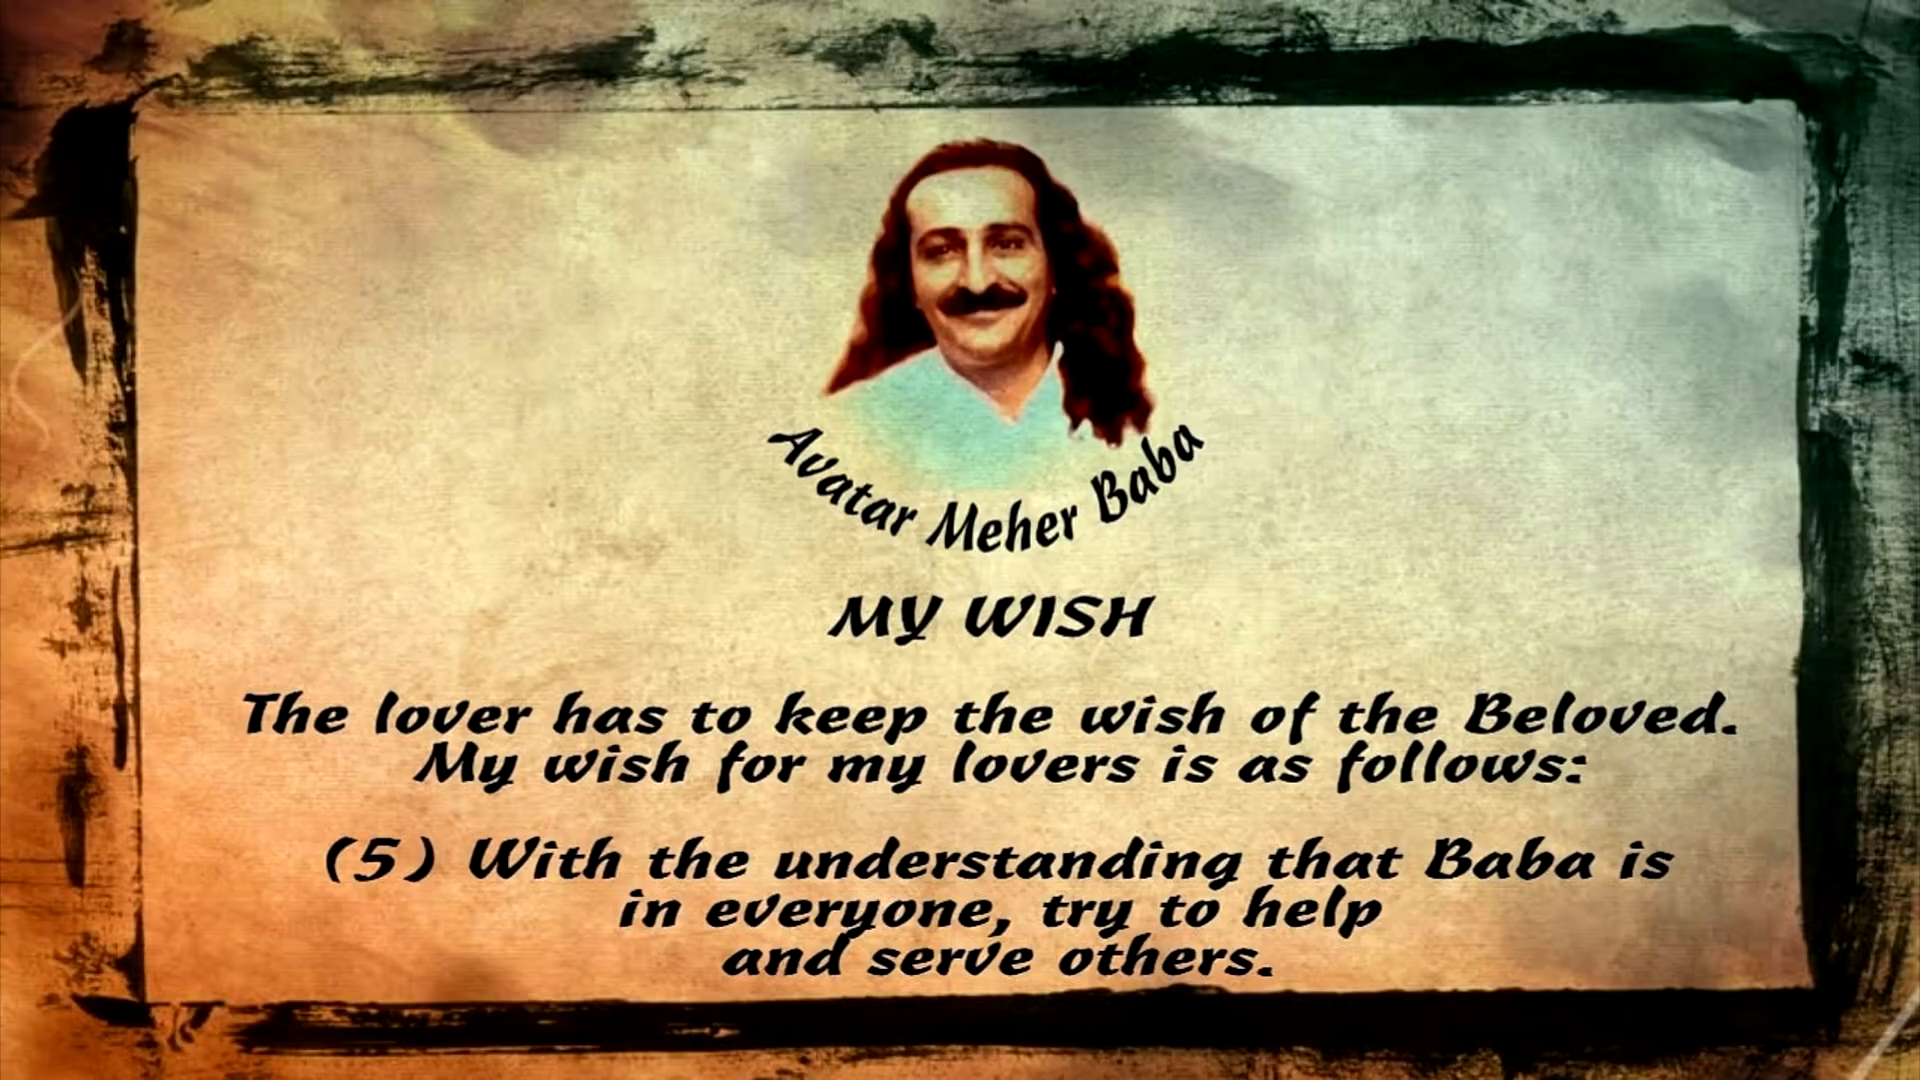 Avatar Meher Baba
MY WISH
The lover has to keep the wish of the Beloved.
My wish for my lovers is as follows:
(5) With the understanding that Baba is
in everyone, try to help
and serve others.